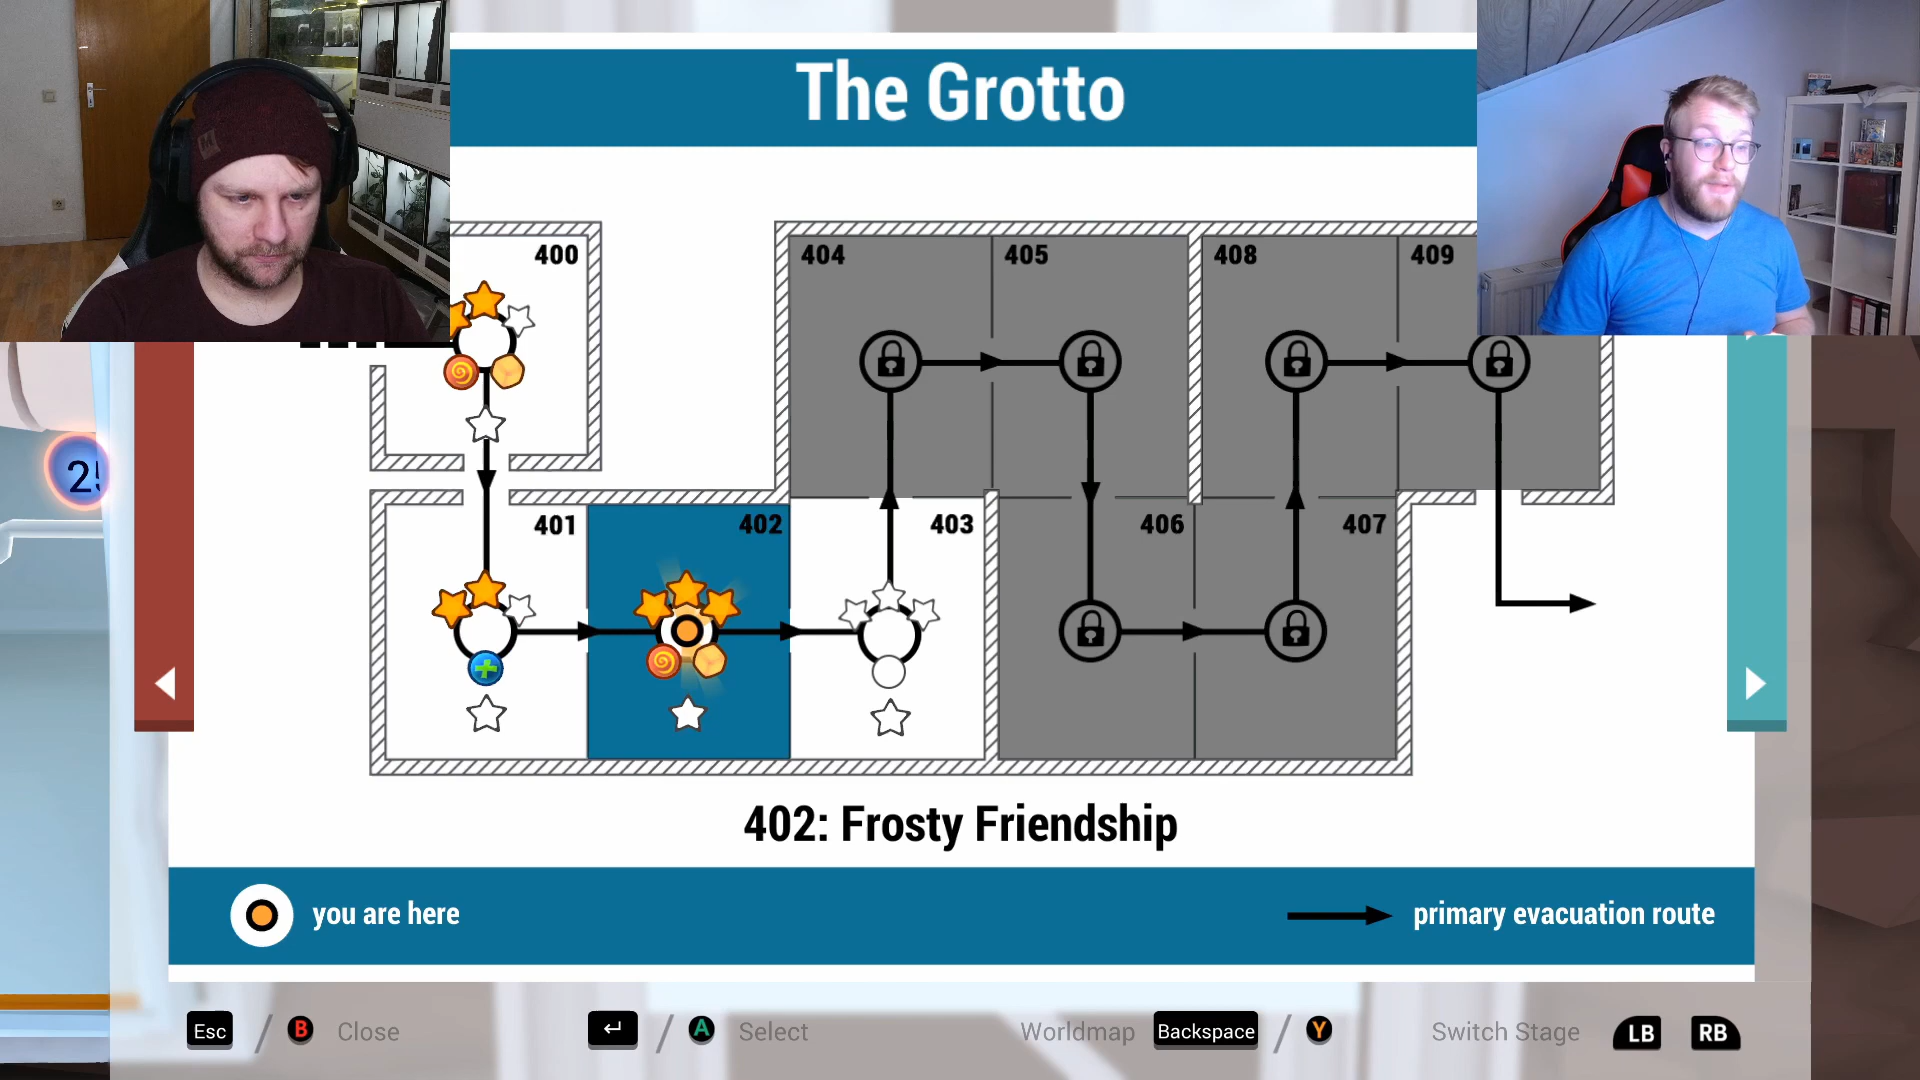 The Grotto
400
404
405
408
409
401
402
403
406
407
402: Frosty Friendship
you are here
primary evacuation route
Esc / B Close
A Select
Worldmap Backspace / Y
Switch Stage LB RB